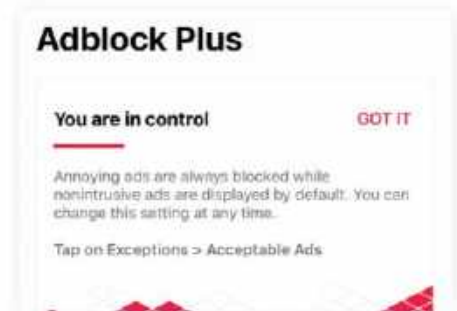 Adblock Plus
You are in control
GOT IT
Annoying ads are always blocked while
nonintrusive ads are displayed by default. You can
change this setting at any time.
Tap on Exceptions > Acceptable Ads